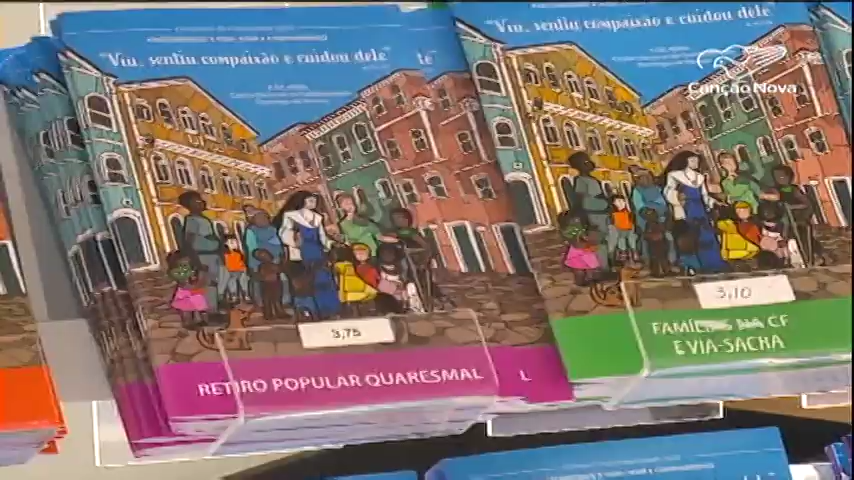 "Viu, sentiu compaixão e cuidou dele"
3,75
RETIRO POPULAR QUARESMAL
L
"Viu, sentiu compaixão e cuidou dele"
3,10
FAMÍLIAS NA CF
E VIA-SACRA
Canção Nova